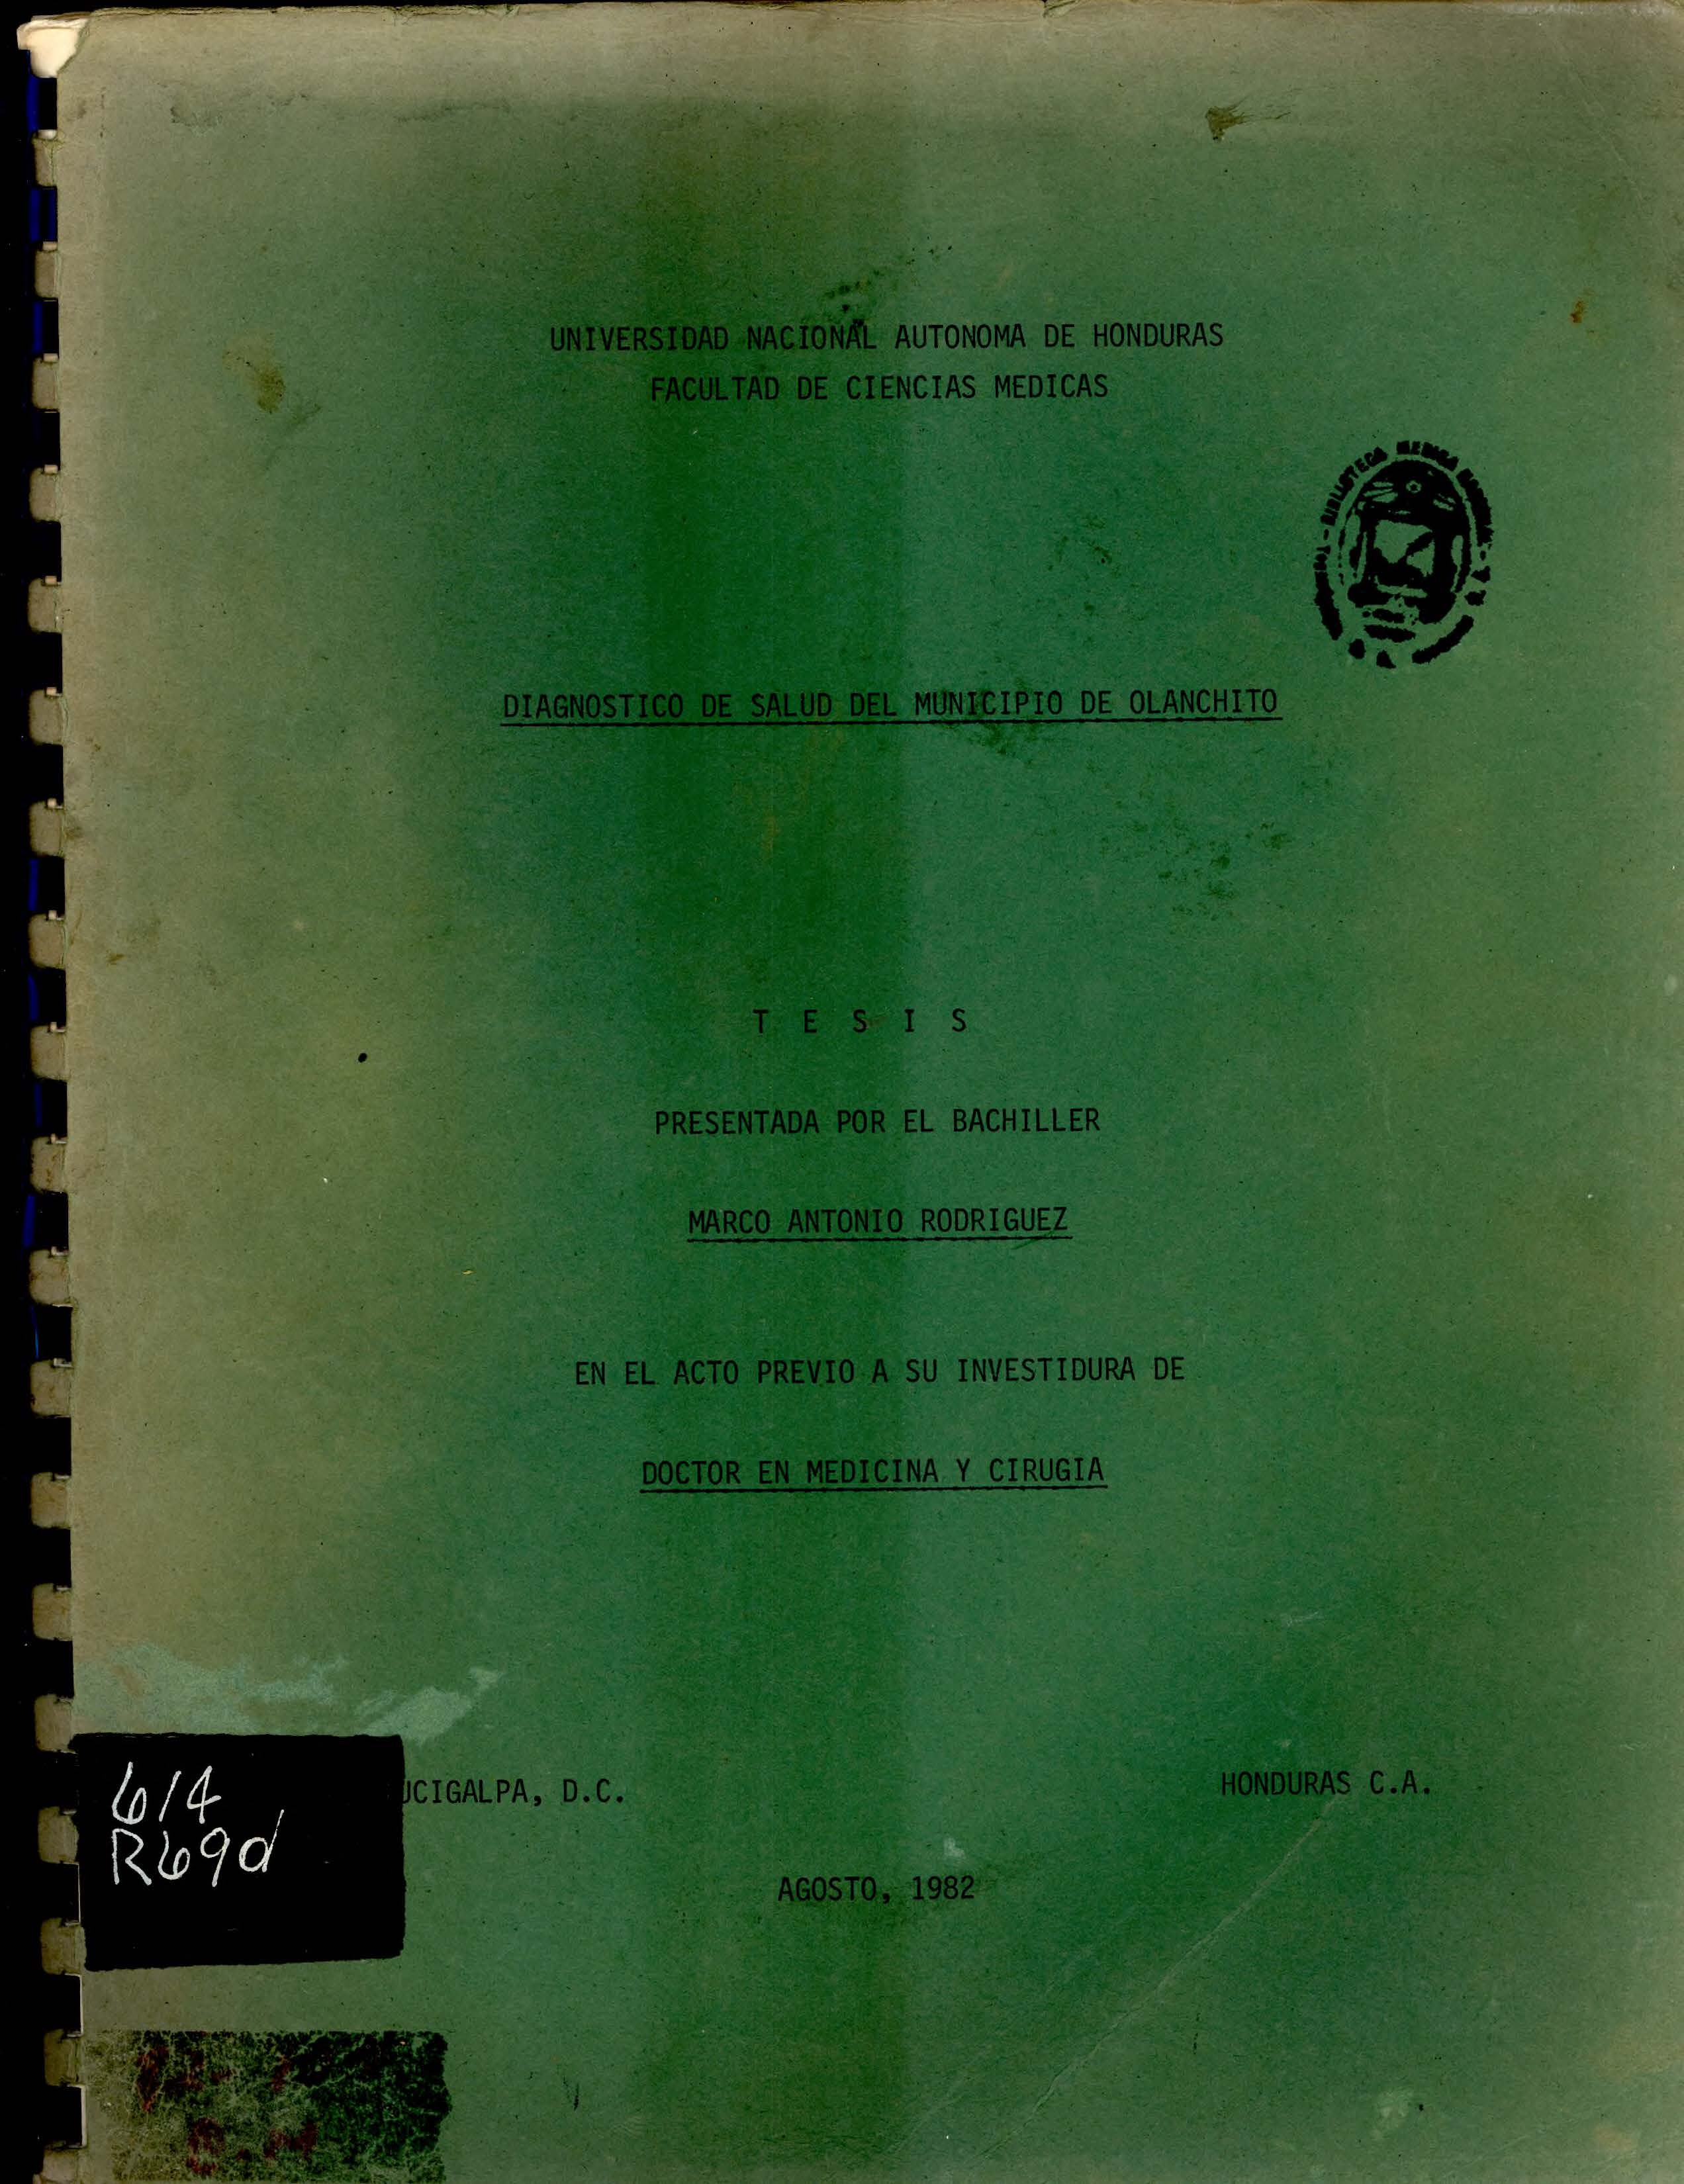 UNIVERSIDAD NACIONAL AUTONOMA DE HONDURAS
FACULTAD DE CIENCIAS MEDICAS
BIBLIOTECA MEDICA
DIAGNOSTICO DE SALUD DEL MUNICIPIO DE OLANCHITO
T E S I S
PRESENTADA POR EL BACHILLER
MARCO ANTONIO RODRIGUEZ
EN EL ACTO PREVIO A SU INVESTIDURA DE
DOCTOR EN MEDICINA Y CIRUGIA
UCIGALPA, D.C. HONDURAS C.A.
614
R69d
AGOSTO, 1982